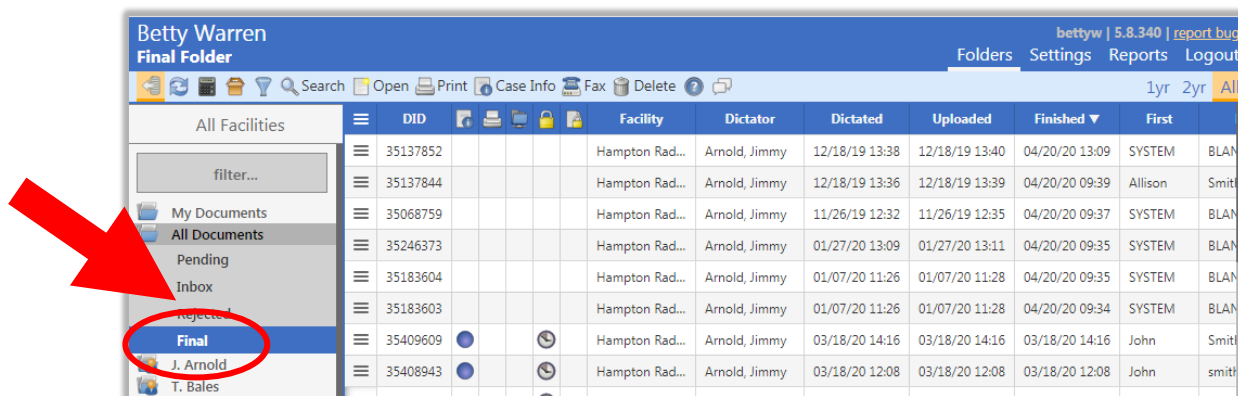 Betty Warren
bettyw | 5.8.340 | report bug
Final Folder
Folders Settings Reports Logout
Search Open Print Case Info Fax Delete
1yr 2yr All
All Facilities
DID Facility Dictator Dictated Uploaded Finished ▼ First
filter...
35137852 Hampton Rad... Arnold, Jimmy 12/18/19 13:38 12/18/19 13:40 04/20/20 13:09 SYSTEM BLAN
35137844 Hampton Rad... Arnold, Jimmy 12/18/19 13:36 12/18/19 13:39 04/20/20 09:39 Allison Smith
35068759 Hampton Rad... Arnold, Jimmy 11/26/19 12:32 11/26/19 12:35 04/20/20 09:37 SYSTEM BLAN
35246373 Hampton Rad... Arnold, Jimmy 01/27/20 13:09 01/27/20 13:11 04/20/20 09:35 SYSTEM BLAN
35183604 Hampton Rad... Arnold, Jimmy 01/07/20 11:26 01/07/20 11:28 04/20/20 09:35 SYSTEM BLAN
35183603 Hampton Rad... Arnold, Jimmy 01/07/20 11:26 01/07/20 11:28 04/20/20 09:34 SYSTEM BLAN
35409609 Hampton Rad... Arnold, Jimmy 03/18/20 14:16 03/18/20 14:16 03/18/20 14:16 John Smith
35408943 Hampton Rad... Arnold, Jimmy 03/18/20 12:08 03/18/20 12:08 03/18/20 12:08 John smith
My Documents
All Documents
Pending
Inbox
Rejected
Final
J. Arnold
T. Bales